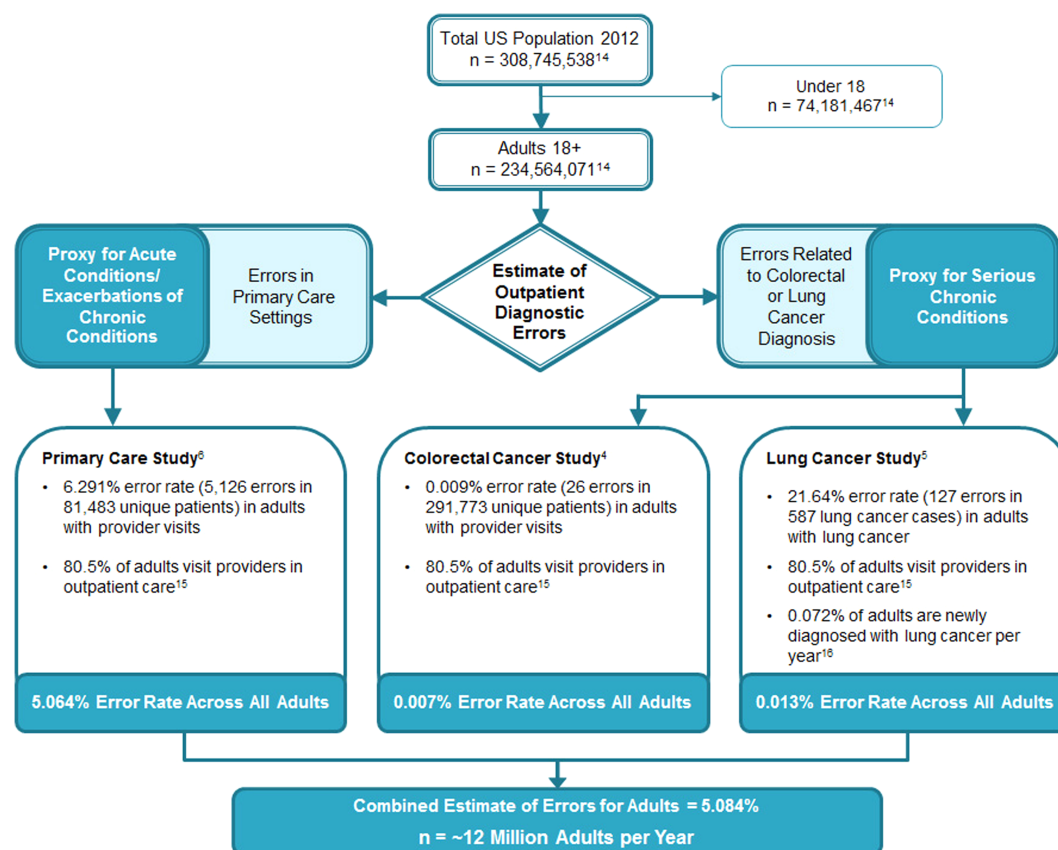 Total US Population 2012
n = 308,745,538¹⁴
Under 18
n = 74,181,467¹⁴
Adults 18+
n = 234,564,071¹⁴
Proxy for Acute
Conditions/
Exacerbations of
Chronic
Conditions
Errors in
Primary Care
Settings
Estimate of
Outpatient
Diagnostic
Errors
Errors Related
to Colorectal
or Lung
Cancer
Diagnosis
Proxy for Serious
Chronic
Conditions
Primary Care Study⁶
• 6.291% error rate (5,126 errors in
81,483 unique patients) in adults
with provider visits
• 80.5% of adults visit providers in
outpatient care¹⁵
5.064% Error Rate Across All Adults
Colorectal Cancer Study⁴
• 0.009% error rate (26 errors in
291,773 unique patients) in adults
with provider visits
• 80.5% of adults visit providers in
outpatient care¹⁵
0.007% Error Rate Across All Adults
Lung Cancer Study⁵
• 21.64% error rate (127 errors in
587 lung cancer cases) in adults
with lung cancer
• 80.5% of adults visit providers in
outpatient care¹⁵
• 0.072% of adults are newly
diagnosed with lung cancer per
year¹⁶
0.013% Error Rate Across All Adults
Combined Estimate of Errors for Adults = 5.084%
n = ~12 Million Adults per Year